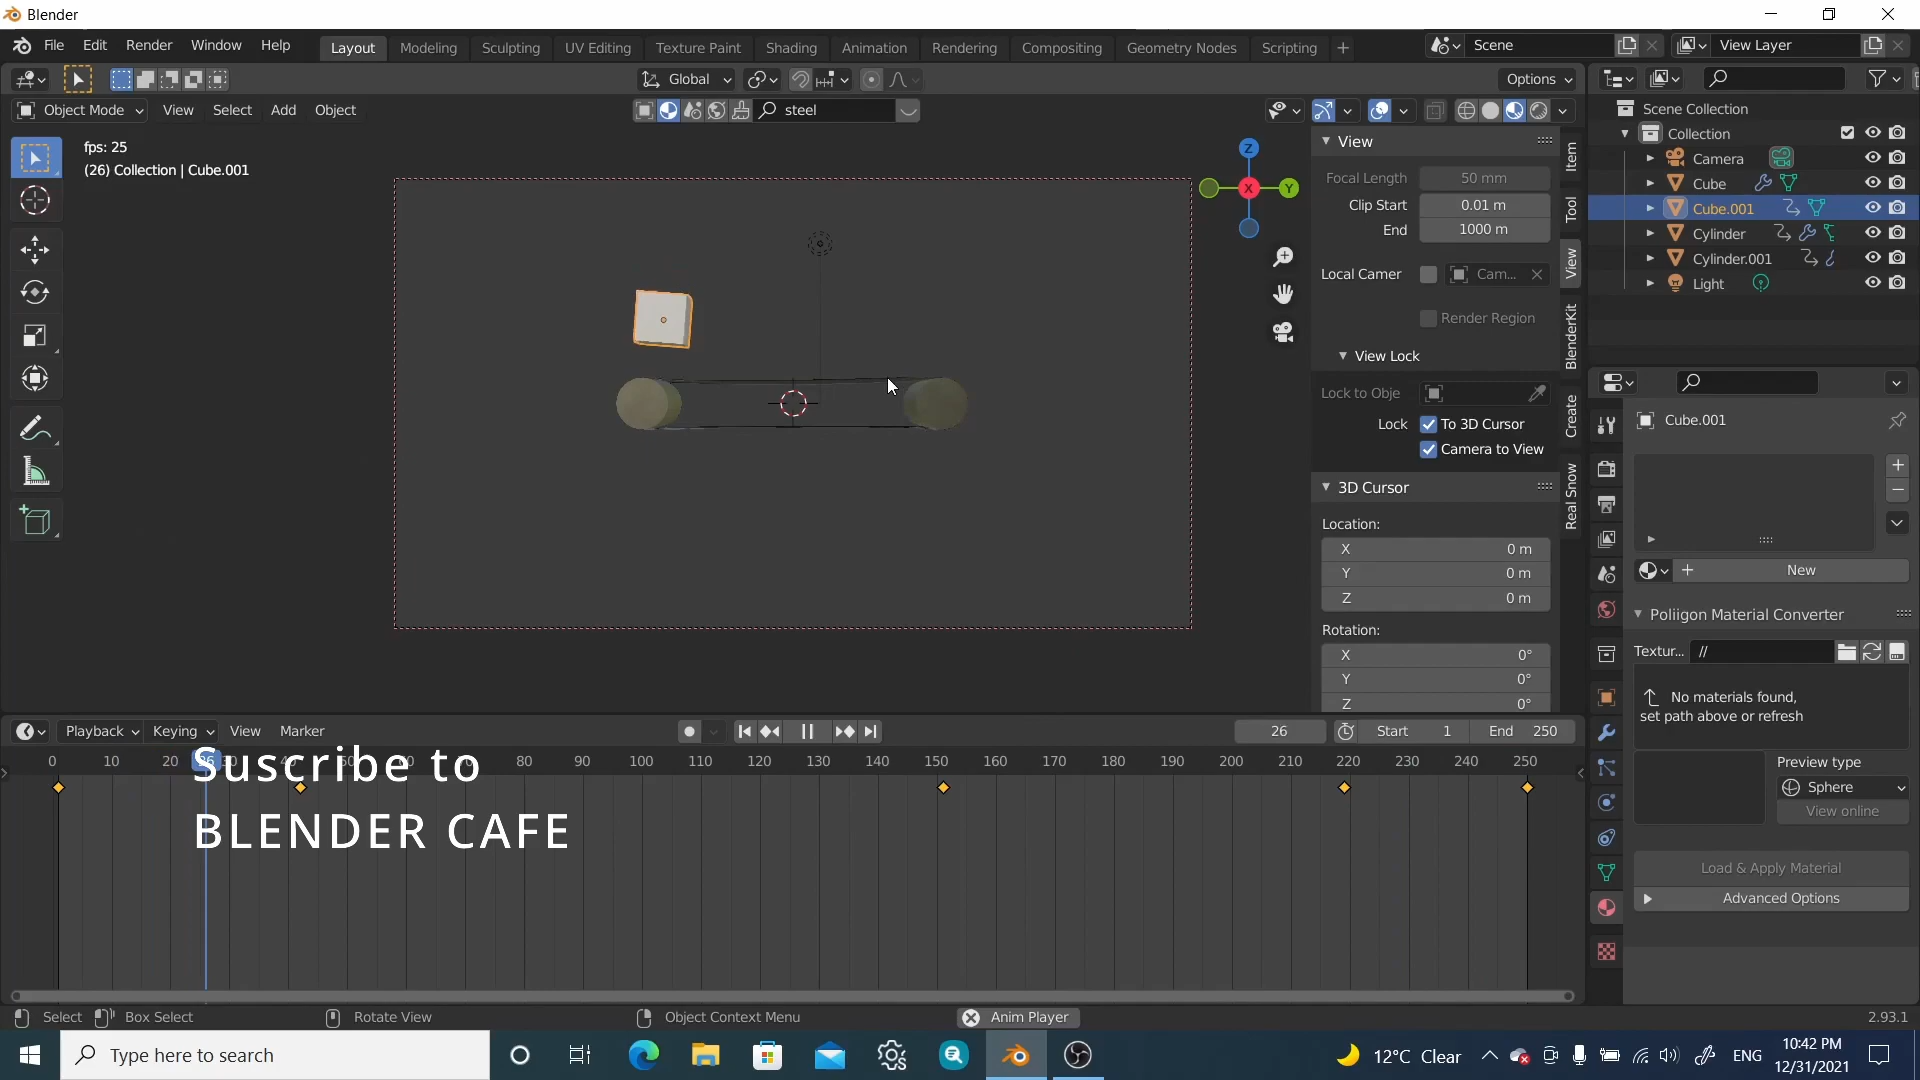 Blender
File Edit Render Window Help
Layout Modeling Sculpting UV Editing Texture Paint Shading Animation Rendering Compositing Geometry Nodes Scripting
Scene
View Layer
Global
Options
Object Mode View Select Add Object
steel
fps: 25
(26) Collection | Cube.001
Z
X
Y
View
Focal Length 50 mm
Clip Start 0.01 m
End 1000 m
Local Camer Cam...
Render Region
View Lock
Lock to Obje
Lock To 3D Cursor
Camera to View
3D Cursor
Location:
X 0 m
Y 0 m
Z 0 m
Rotation:
X 0°
Y 0°
Z 0°
Item
Tool
View
BlenderKit
Create
Real Snow
Scene Collection
Collection
Camera
Cube
Cube.001
Cylinder
Cylinder.001
Light
Cube.001
New
Poliigon Material Converter
Textur... //
No materials found,
set path above or refresh
Preview type
Sphere
View online
Load & Apply Material
Advanced Options
Playback Keying View Marker
26 Start 1 End 250
0 10 20 26 80 90 100 110 120 130 140 150 160 170 180 190 200 210 220 230 240 250
Suscribe to
BLENDER CAFE
Select Box Select Rotate View Object Context Menu Anim Player 2.93.1
Type here to search
12°C Clear
ENG
10:42 PM
12/31/2021